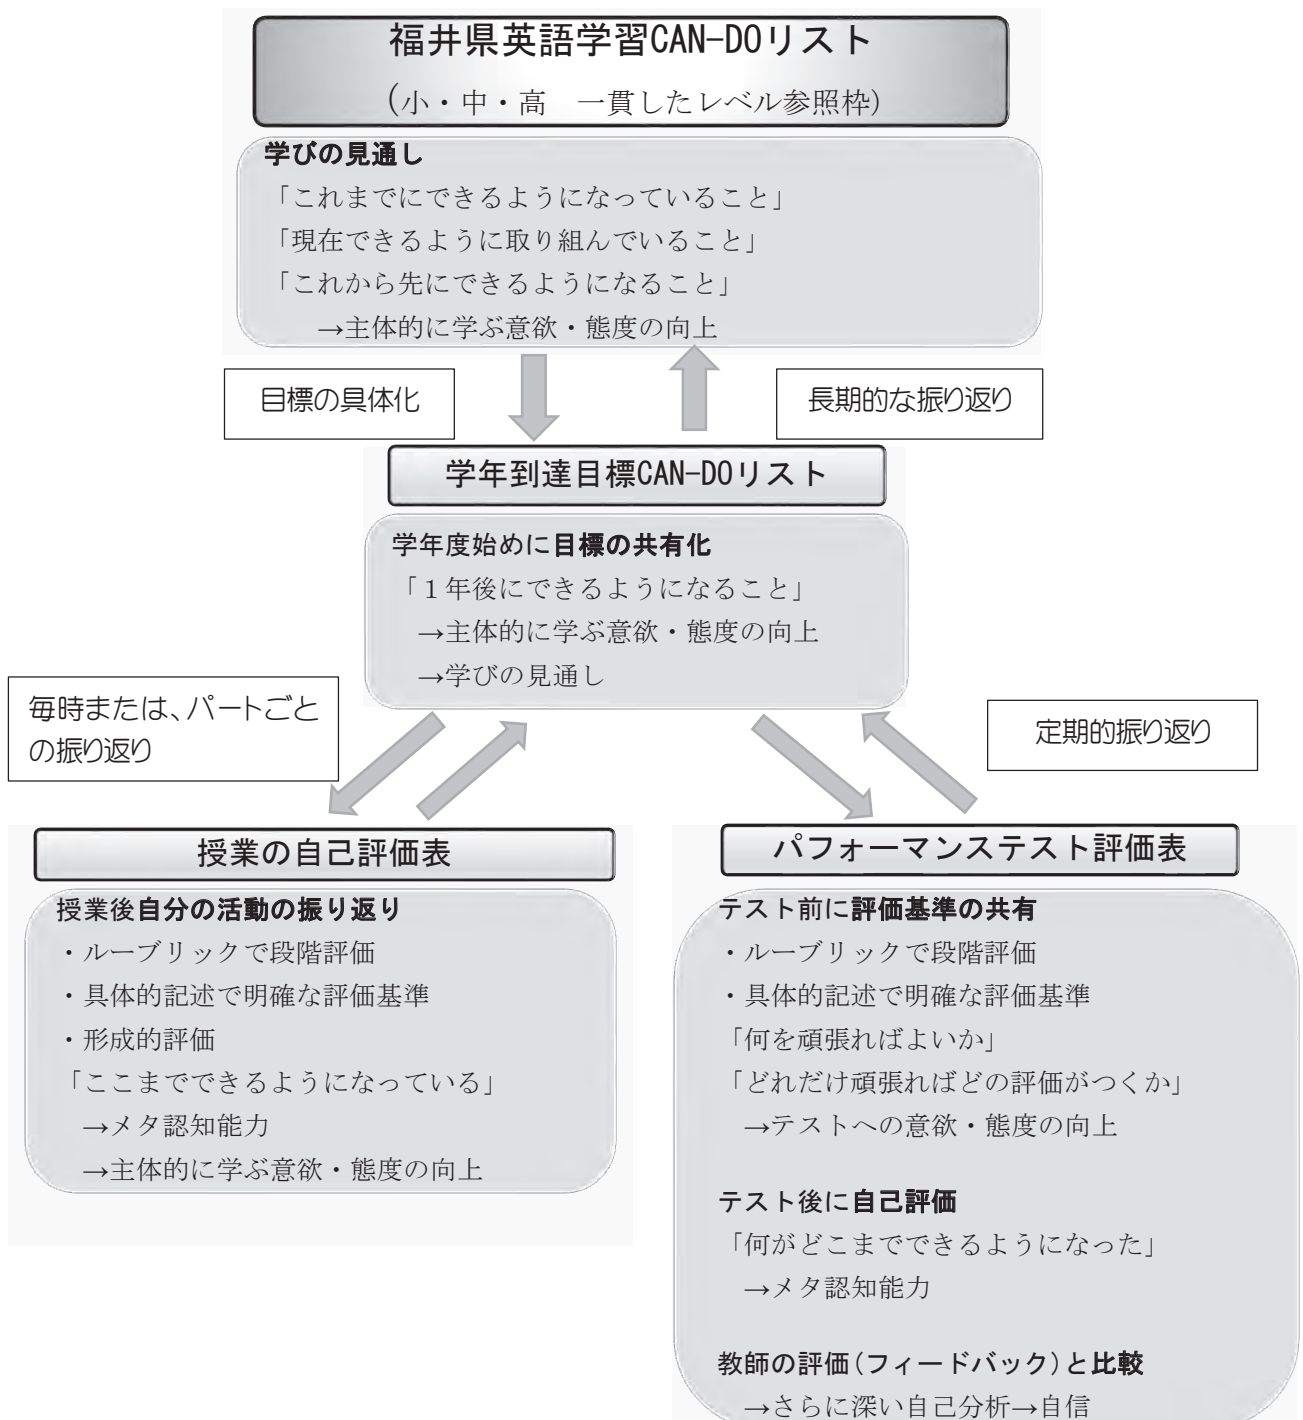 福井県英語学習CAN-DOリスト
(小・中・高　一貫したレベル参照枠)
学びの見通し
「これまでにできるようになっていること」
「現在できるように取り組んでいること」
「これから先にできるようになること」
→主体的に学ぶ意欲・態度の向上
目標の具体化
長期的な振り返り
学年到達目標CAN-DOリスト
学年度始めに目標の共有化
「１年後にできるようになること」
→主体的に学ぶ意欲・態度の向上
→学びの見通し
毎時または、パートごと
の振り返り
定期的振り返り
授業の自己評価表
授業後自分の活動の振り返り
・ルーブリックで段階評価
・具体的記述で明確な評価基準
・形成的評価
「ここまでできるようになっている」
→メタ認知能力
→主体的に学ぶ意欲・態度の向上
パフォーマンステスト評価表
テスト前に評価基準の共有
・ルーブリックで段階評価
・具体的記述で明確な評価基準
「何を頑張ればよいか」
「どれだけ頑張ればどの評価がつくか」
→テストへの意欲・態度の向上
テスト後に自己評価
「何がどこまでできるようになった」
→メタ認知能力
教師の評価(フィードバック)と比較
→さらに深い自己分析→自信